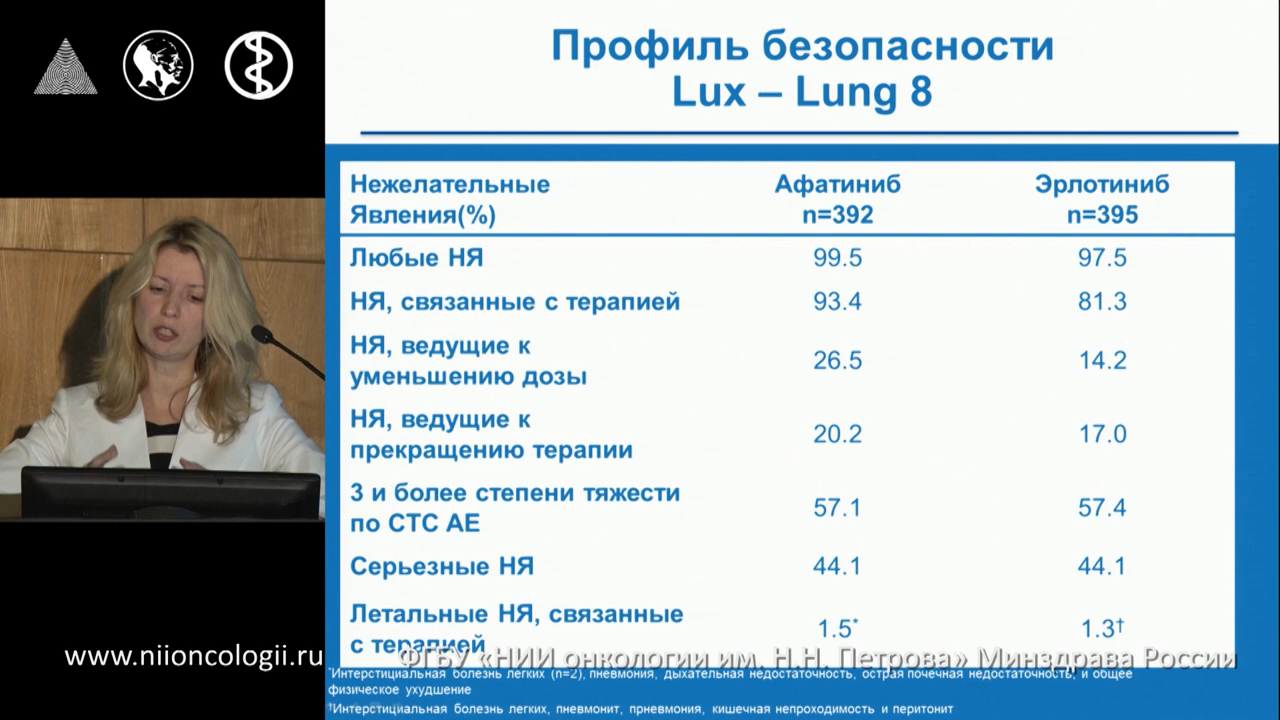 Профиль безопасности
Lux – Lung 8
Нежелательные
Явления(%)
Афатиниб
n=392
Эрлотиниб
n=395
Любые НЯ 99.5 97.5
НЯ, связанные с терапией 93.4 81.3
НЯ, ведущие к
уменьшению дозы 26.5 14.2
НЯ, ведущие к
прекращению терапии 20.2 17.0
3 и более степени тяжести
по СТС АЕ 57.1 57.4
Серьезные НЯ 44.1 44.1
Летальные НЯ, связанные
с терапией 1.5* 1.3†
www.niioncologii.ru
ФГБУ «НИИ онкологии им. Н.Н. Петрова» Минздрава России
*Интерстициальная болезнь легких (n=2), пневмония, дыхательная недостаточность, острая почечная недостаточность, и общее
физическое ухудшение
Интерстициальная болезнь легких, пневмонит, прневмония, кишечная непроходимость и перитонит